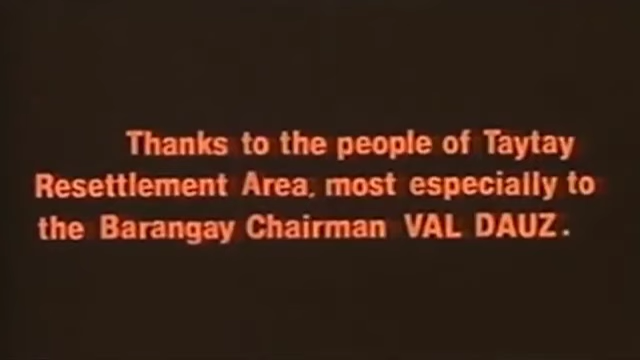 Thanks to the people of Taytay
Resettlement Area, most especially to
the Barangay Chairman VAL DAUZ.